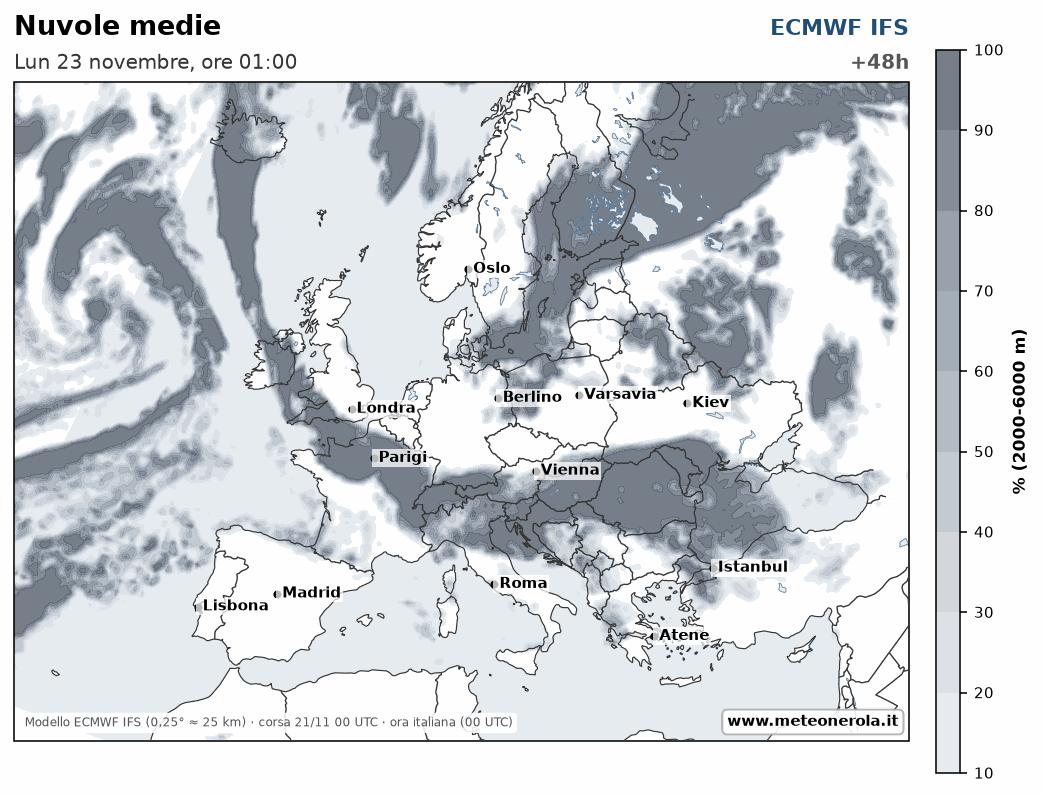 Nuvole medie
ECMWF IFS
Lun 23 novembre, ore 01:00
+48h
100
90
80
70
60
50
40
30
20
10
% (2000-6000 m)
Oslo
Londra
Berlino
Varsavia
Kiev
Parigi
Vienna
Istanbul
Roma
Madrid
Lisbona
Atene
Modello ECMWF IFS (0,25° ≈ 25 km) · corsa 21/11 00 UTC · ora italiana (00 UTC)
www.meteonerola.it